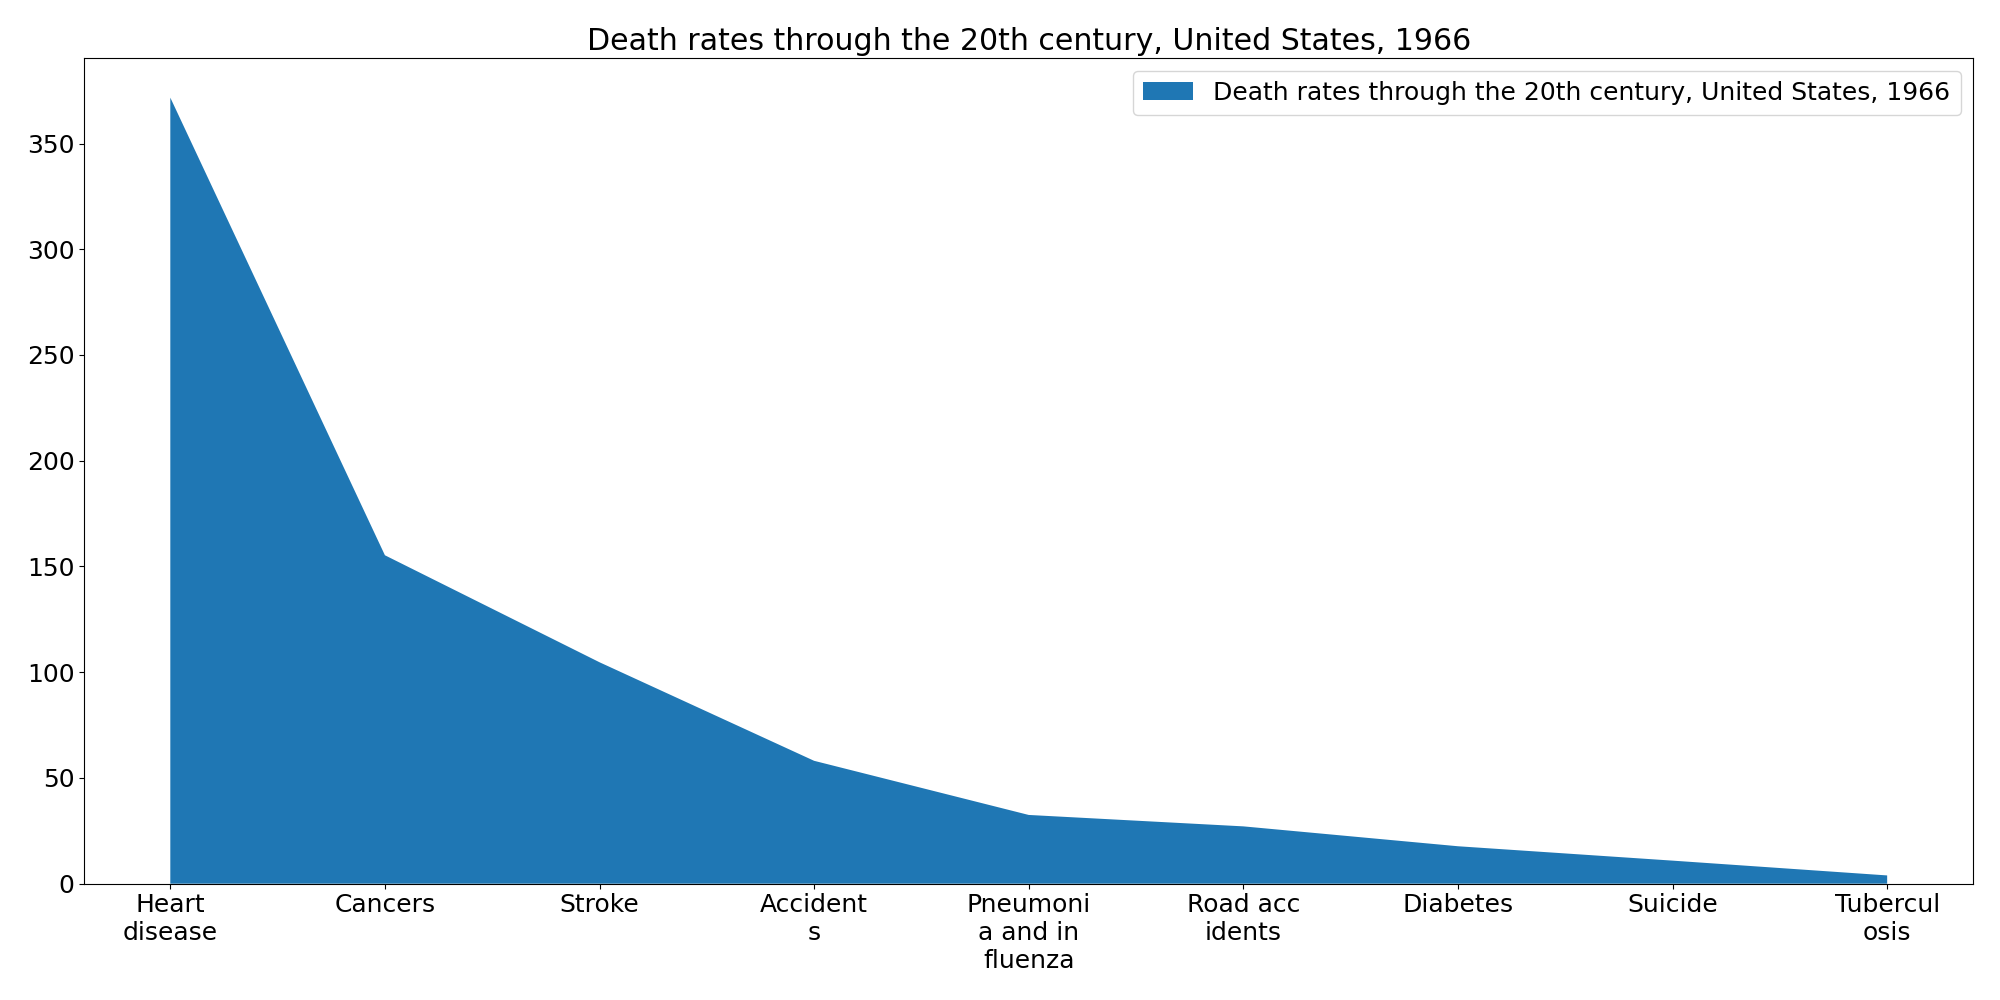 Death rates through the 20th century, United States, 1966
Death rates through the 20th century, United States, 1966
350
300
250
200
150
100
50
0
Heart
disease
Cancers
Stroke
Accident
s
Pneumoni
a and in
fluenza
Road acc
idents
Diabetes
Suicide
Tubercul
osis